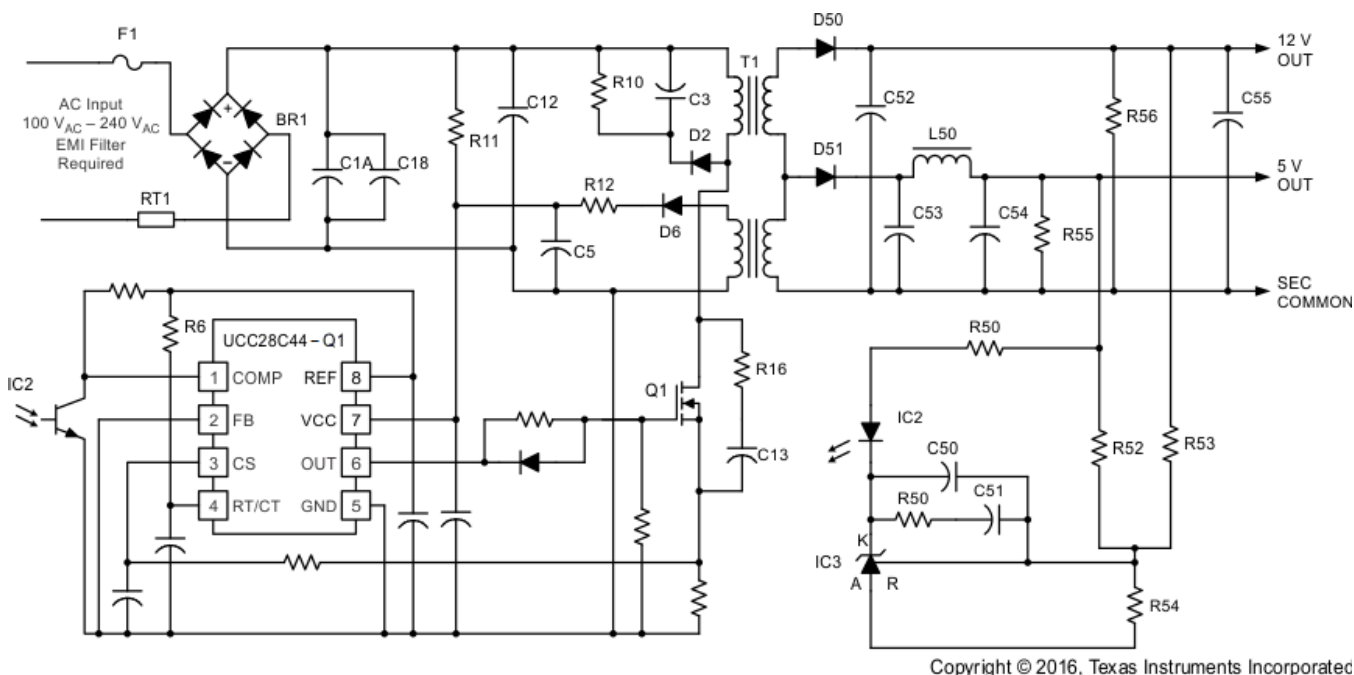 F1
AC Input
100 VAC – 240 VAC
EMI Filter
Required
BR1
+
−
RT1
C1A
C18
R11
C12
R10
C3
D2
T1
R12
D6
C5
D50
D51
C52
L50
C53
C54
R55
R56
C55
12 V
OUT
5 V
OUT
SEC
COMMON
R6
IC2
UCC28C44 – Q1
1 COMP REF 8
2 FB VCC 7
3 CS OUT 6
4 RT/CT GND 5
Q1
R16
C13
R50
IC2
C50
R50
C51
R52
R53
K
IC3
A
R
R54
Copyright © 2016, Texas Instruments Incorporated